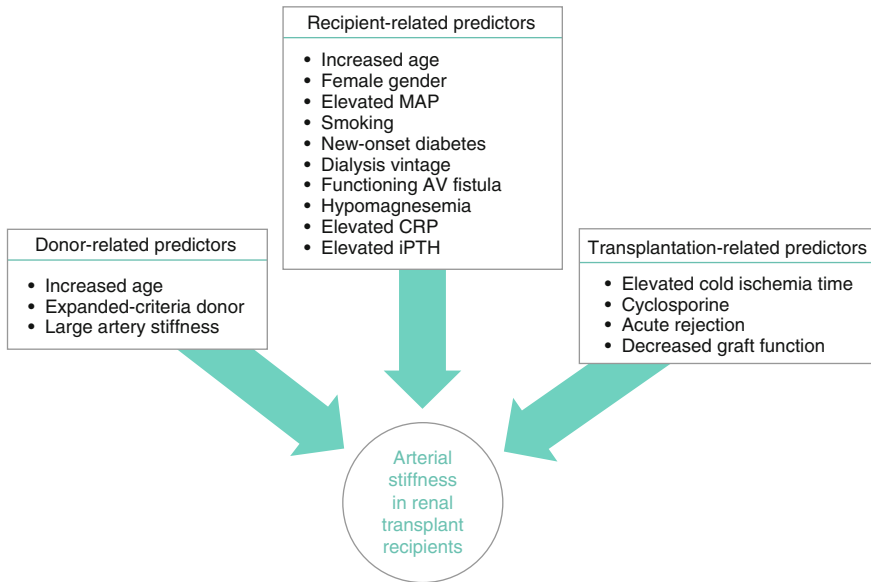 Recipient-related predictors
• Increased age
• Female gender
• Elevated MAP
• Smoking
• New-onset diabetes
• Dialysis vintage
• Functioning AV fistula
• Hypomagnesemia
• Elevated CRP
• Elevated iPTH
Donor-related predictors
• Increased age
• Expanded-criteria donor
• Large artery stiffness
Transplantation-related predictors
• Elevated cold ischemia time
• Cyclosporine
• Acute rejection
• Decreased graft function
Arterial
stiffness
in renal
transplant
recipients